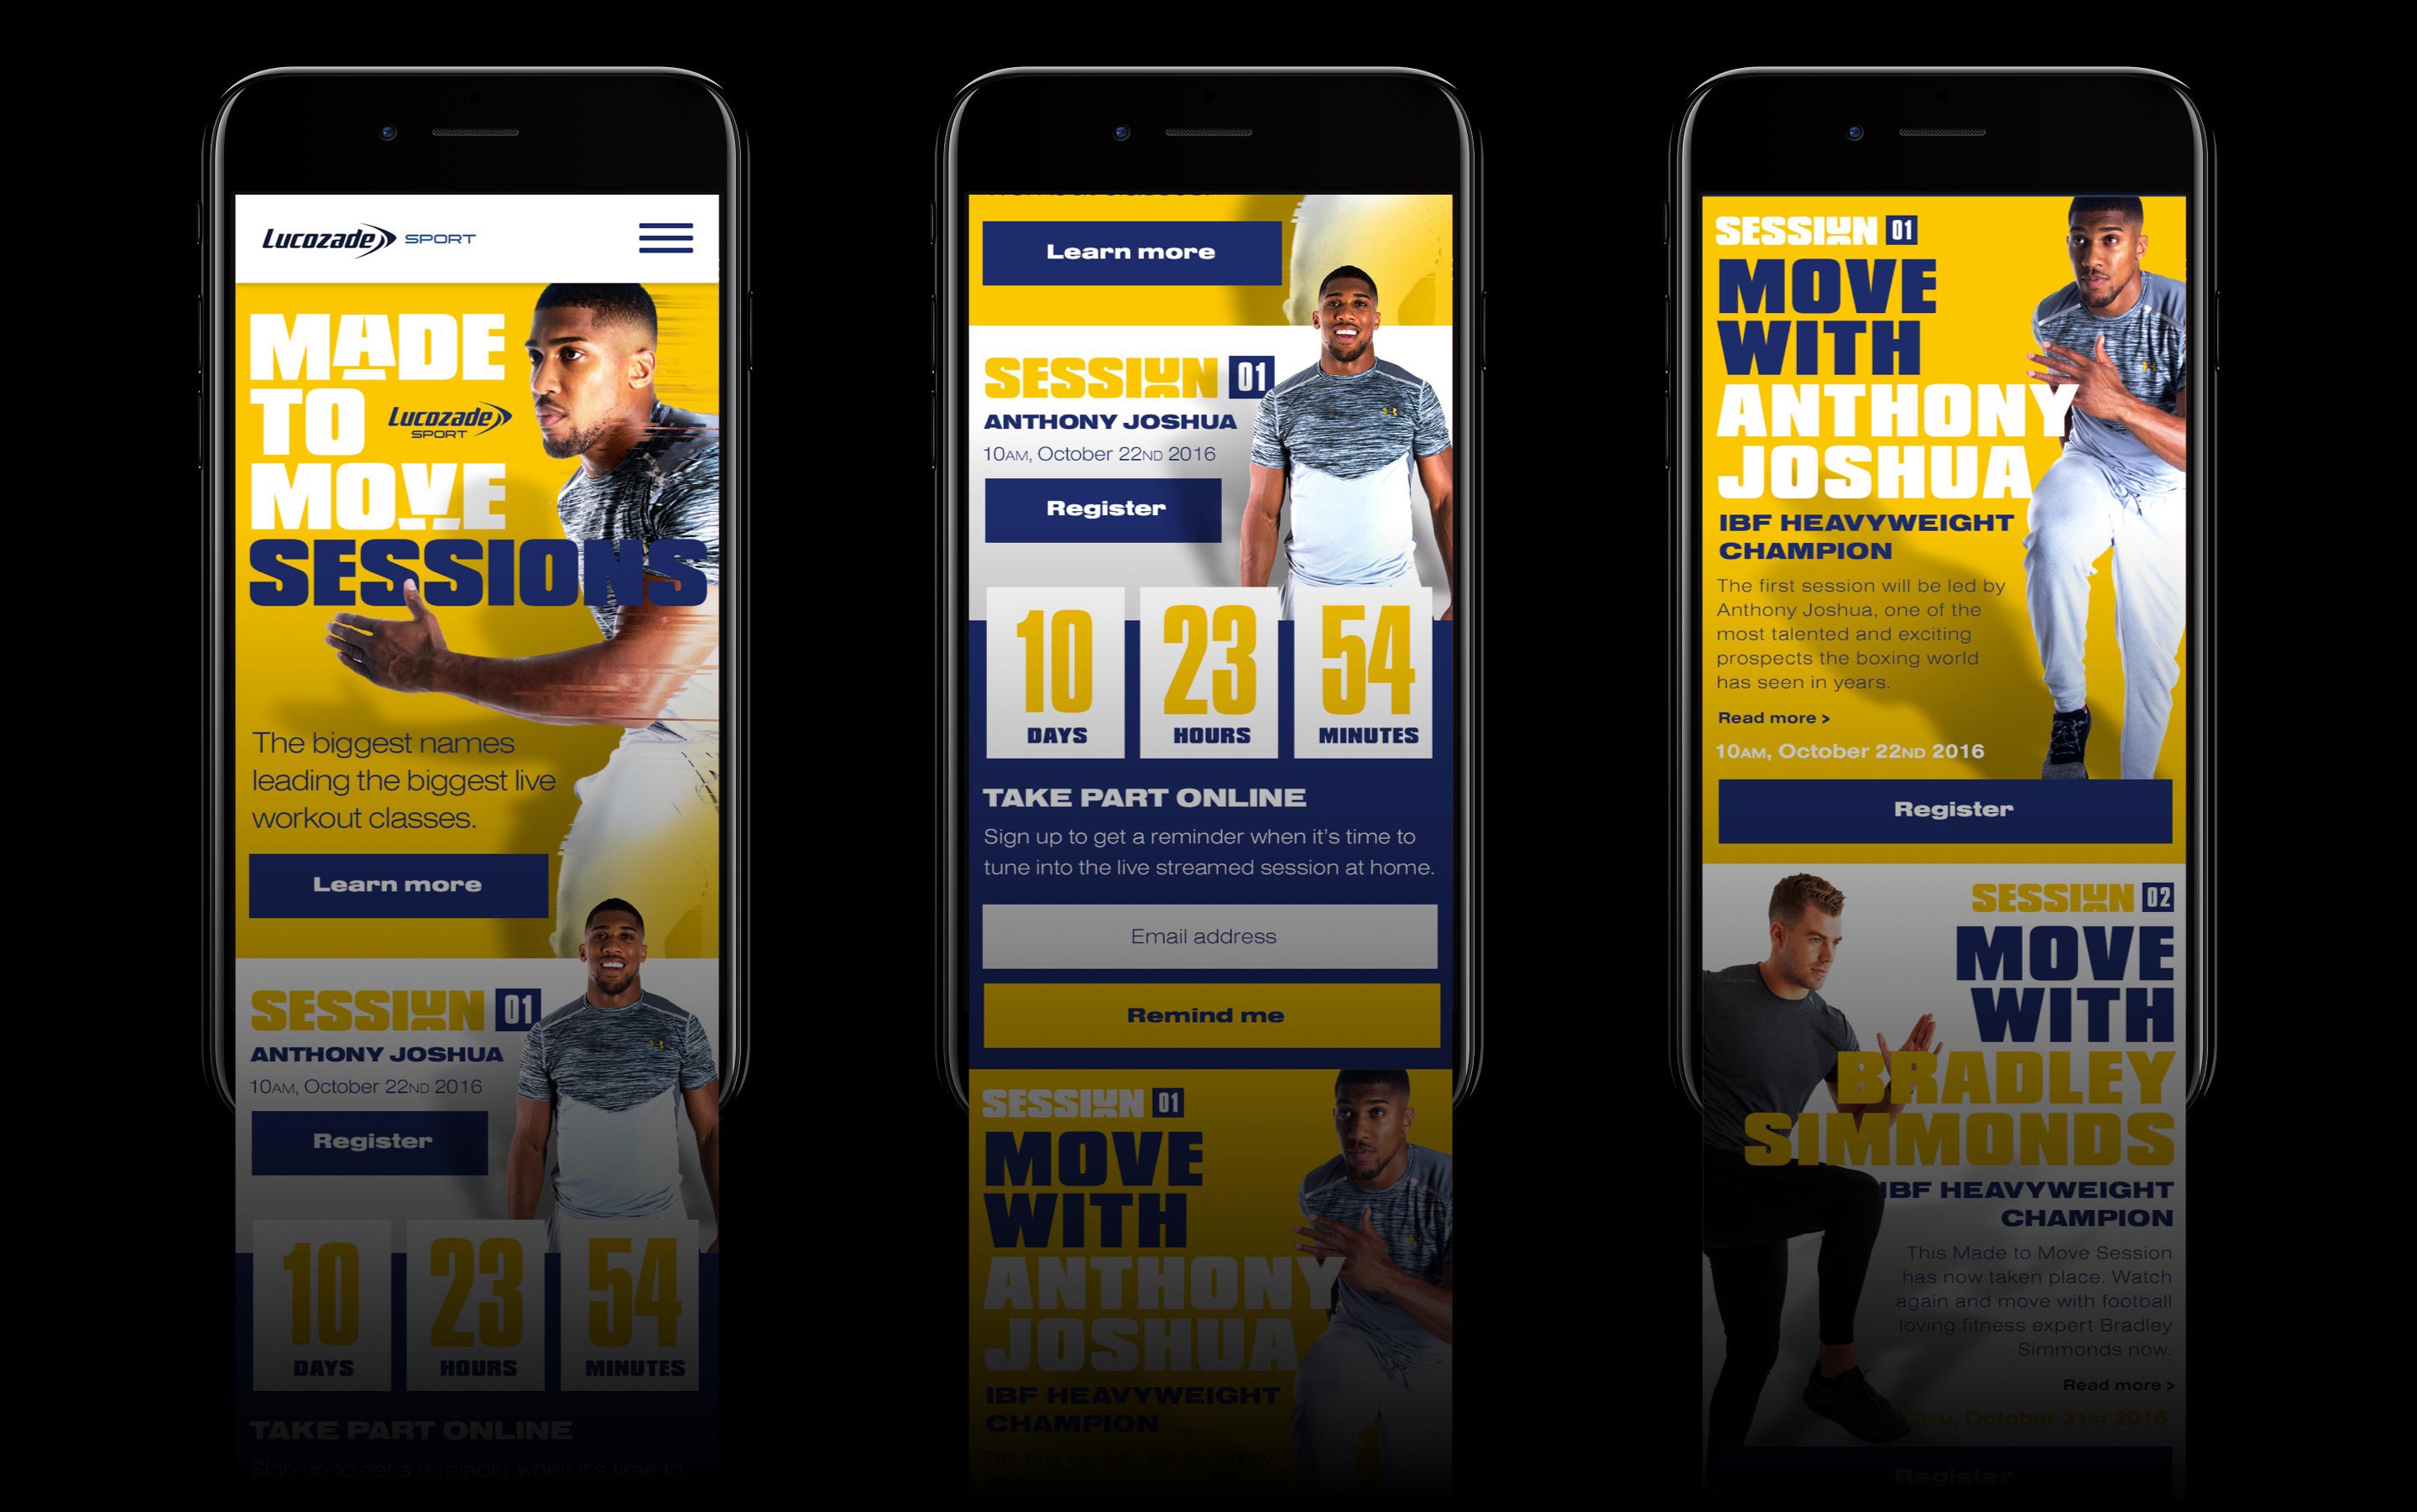 Lucozade SPORT
MADE
TO
Lucozade
SPORT
MOVE
SESSIONS
The biggest names
leading the biggest live
workout classes.
Learn more
SESSION 01
ANTHONY JOSHUA
10AM, October 22ND 2016
Register
10 23 54
DAYS HOURS MINUTES
TAKE PART ONLINE
Sign up to get a reminder when it's time to
Learn more
SESSION 01
ANTHONY JOSHUA
10AM, October 22ND 2016
Register
10 23 54
DAYS HOURS MINUTES
TAKE PART ONLINE
Sign up to get a reminder when it's time to
tune into the live streamed session at home.
Email address
Remind me
SESSION 01
MOVE
WITH
ANTHONY
JOSHUA
IBF HEAVYWEIGHT
CHAMPION
The first session will be led by
SESSION 01
MOVE
WITH
ANTHONY
JOSHUA
IBF HEAVYWEIGHT
CHAMPION
The first session will be led by
Anthony Joshua, one of the
most talented and exciting
prospects the boxing world
has seen in years.
Read more >
10AM, October 22ND 2016
Register
SESSION 02
MOVE
WITH
BRADLEY
SIMMONDS
IBF HEAVYWEIGHT
CHAMPION
This Made to Move Session
has now taken place. Watch
again and move with football
loving fitness expert Bradley
Simmonds now.
Read more >
10AM, October 31ST 2016
Register